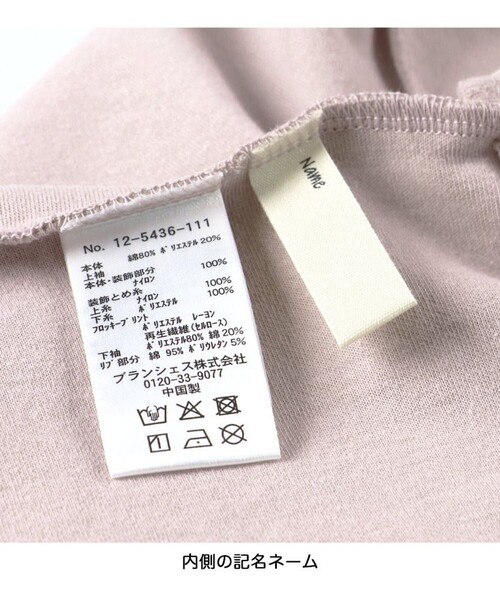 No. 12-5436-111
本体 綿80% ポリエステル20%
上袖
本体・装飾部分 100%
ナイロン
装飾とめ糸 100%
上糸 ナイロン 100%
下糸 ポリエステル
フロッキープリント ポリエステル レーヨン
再生繊維(セルロース)
下袖 ポリエステル80% 綿 20%
リブ部分 綿 95% ポリウレタン 5%
ブランシェス株式会社
0120-33-9077
中国製
Name
内側の記名ネーム